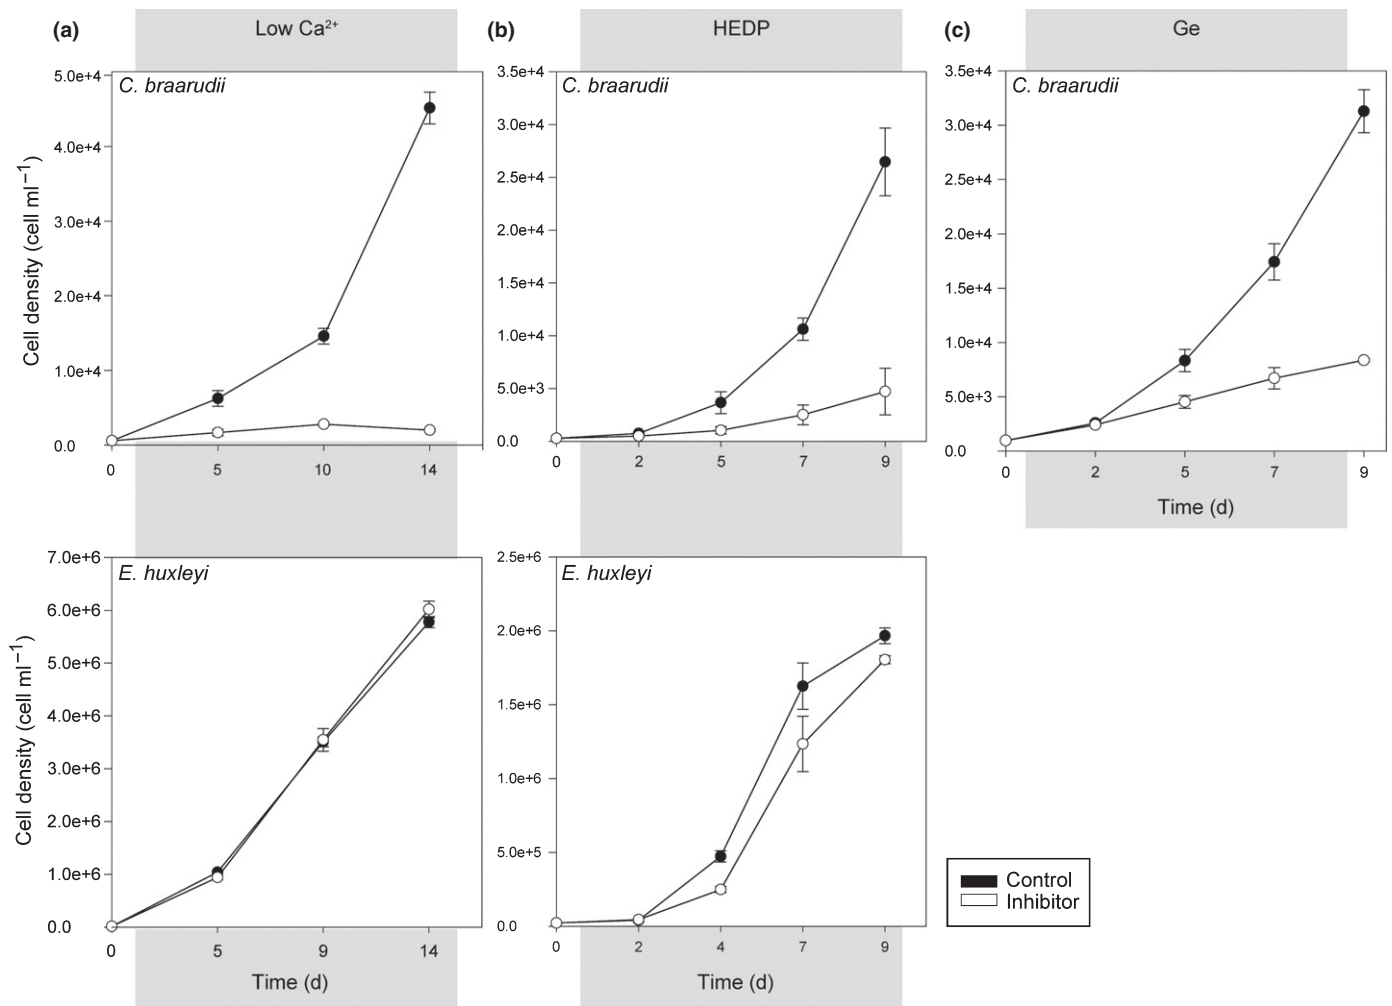 (a) Low Ca²⁺
(b) HEDP
(c) Ge
C. braarudii
5.0e+4
4.0e+4
3.0e+4
2.0e+4
1.0e+4
0.0
0 5 10 14
Cell density (cell ml⁻¹)
C. braarudii
3.5e+4
3.0e+4
2.5e+4
2.0e+4
1.5e+4
1.0e+4
5.0e+3
0.0
0 2 5 7 9
C. braarudii
3.5e+4
3.0e+4
2.5e+4
2.0e+4
1.5e+4
1.0e+4
5.0e+3
0.0
0 2 5 7 9
Time (d)
E. huxleyi
7.0e+6
6.0e+6
5.0e+6
4.0e+6
3.0e+6
2.0e+6
1.0e+6
0.0
0 5 9 14
Cell density (cell ml⁻¹)
Time (d)
E. huxleyi
2.5e+6
2.0e+6
1.5e+6
1.0e+6
5.0e+5
0.0
0 2 4 7 9
Time (d)
Control
Inhibitor